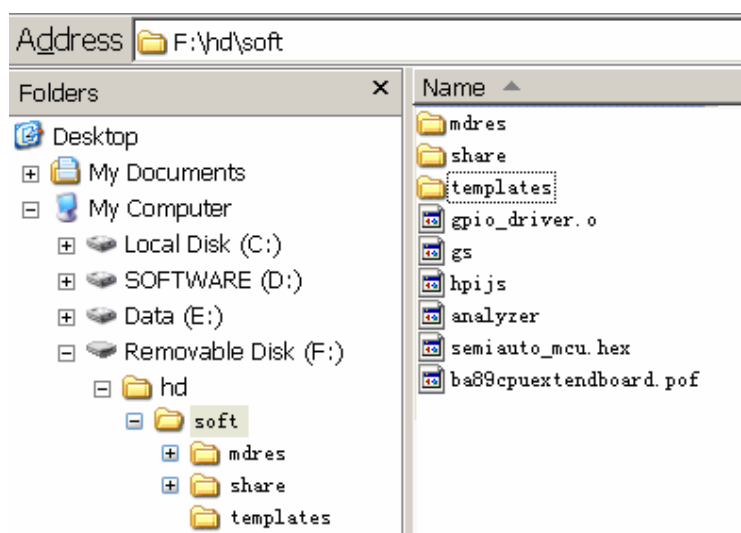 Address F:\hd\soft
Folders
Desktop
My Documents
My Computer
Local Disk (C:)
SOFTWARE (D:)
Data (E:)
Removable Disk (F:)
hd
soft
mdres
share
templates
Name
mdres
share
templates
gpio_driver.o
gs
hpijs
analyzer
semiauto_mcu.hex
ba89cpuextendboard.pof